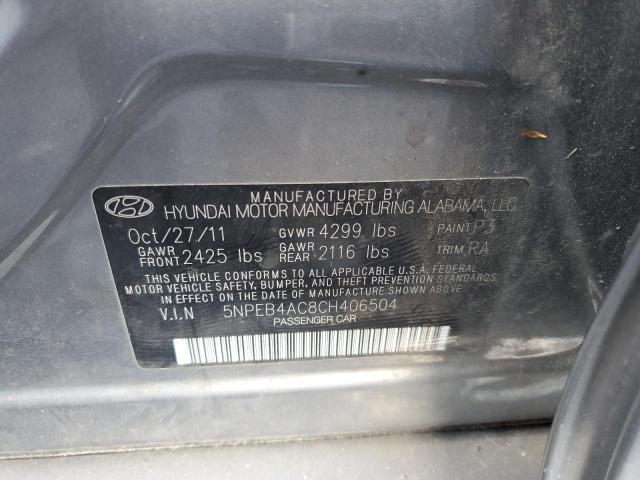 MANUFACTURED BY
HYUNDAI MOTOR MANUFACTURING ALABAMA, LLC
Oct/27/11 GVWR 4299 lbs PAINT P3
GAWR FRONT 2425 lbs GAWR REAR 2116 lbs TRIM RA
THIS VEHICLE CONFORMS TO ALL APPLICABLE U.S.A. FEDERAL
MOTOR VEHICLE SAFETY, BUMPER, AND THEFT PREVENTION STANDARDS
IN EFFECT ON THE DATE OF MANUFACTURE SHOWN ABOVE.
V.I.N 5NPEB4AC8CH406504
PASSENGER CAR